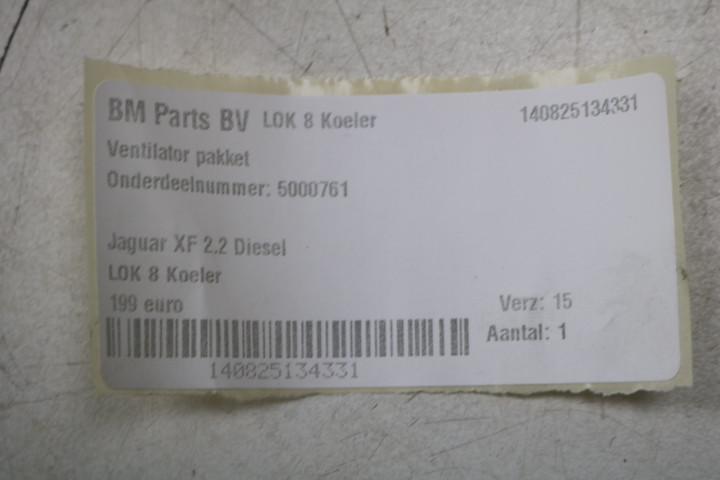 BM Parts BV LOK 8 Koeler 140825134331
Ventilator pakket
Onderdeelnummer: 5000761
Jaguar XF 2.2 Diesel
LOK 8 Koeler
199 euro Verz: 15
Aantal: 1
140825134331